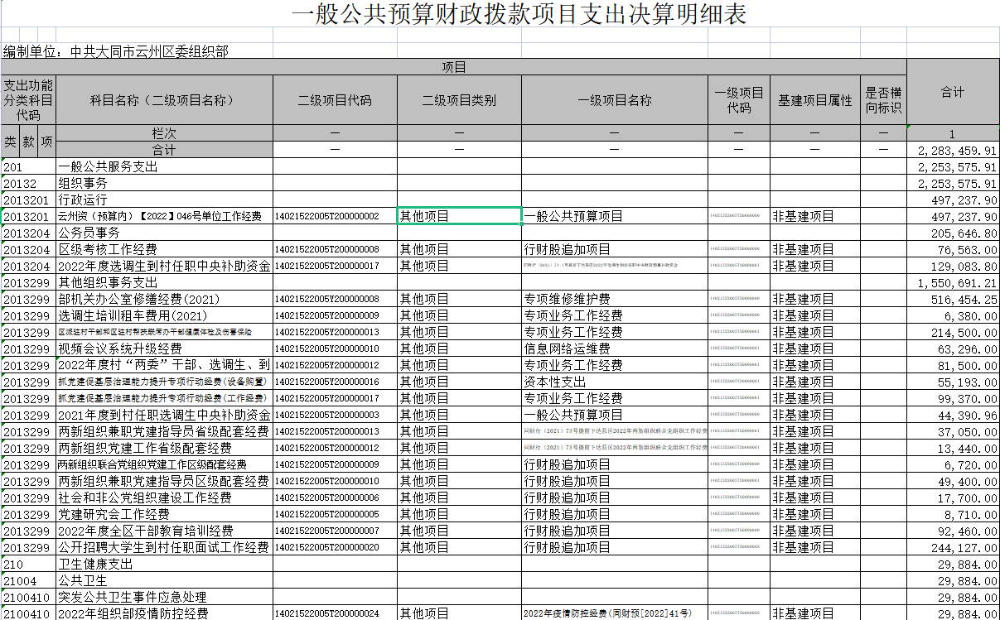 一般公共预算财政拨款项目支出决算明细表
编制单位：中共大同市云州区委组织部
项目
支出功能分类科目代码 科目名称（二级项目名称） 二级项目代码 二级项目类别 一级项目名称 一级项目代码 基建项目属性 是否横向标识 合计
类 款 项 栏次 — — — — — — 1
合计 — — — — — — 2,283,459.91
201 一般公共服务支出 2,253,575.91
20132 组织事务 2,253,575.91
2013201 行政运行 497,237.90
2013201 云州资（预算内）【2022】046号单位工作经费 14021522005T200000002 其他项目 一般公共预算项目 非基建项目 497,237.90
2013204 公务员事务 205,646.80
2013204 区级考核工作经费 14021522005T200000008 其他项目 行财股追加项目 非基建项目 76,563.00
2013204 2022年度选调生到村任职中央补助资金 14021522005T200000017 其他项目 非基建项目 129,083.80
2013299 其他组织事务支出 1,550,691.21
2013299 部机关办公室修缮经费(2021) 14021522005Y200000008 其他项目 专项维修维护费 非基建项目 516,454.25
2013299 选调生培训租车费用(2021) 14021522005Y200000009 其他项目 专项业务工作经费 非基建项目 6,380.00
2013299 区派驻村干部和区驻村帮扶联席办干部健康体检及伤害保险 14021522005Y200000013 其他项目 专项业务工作经费 非基建项目 214,500.00
2013299 视频会议系统升级经费 14021522005Y200000010 其他项目 信息网络运维费 非基建项目 63,296.00
2013299 2022年度村“两委”干部、选调生、到 14021522005Y200000012 其他项目 专项业务工作经费 非基建项目 81,500.00
2013299 抓党建促基层治理能力提升专项行动经费(设备购置) 14021522005Y200000016 其他项目 资本性支出 非基建项目 55,193.00
2013299 抓党建促基层治理能力提升专项行动经费(工作经费) 14021522005Y200000017 其他项目 专项业务工作经费 非基建项目 99,370.00
2013299 2021年度到村任职选调生中央补助资金 14021522005T200000003 其他项目 一般公共预算项目 非基建项目 44,390.96
2013299 两新组织兼职党建指导员省级配套经费 14021522005T200000013 其他项目 同财行（2021）73号提前下达县区2022年两新组织联合党组织工作经费 非基建项目 37,050.00
2013299 两新组织党建工作省级配套经费 14021522005T200000012 其他项目 同财行（2021）73号提前下达县区2022年两新组织联合党组织工作经费 非基建项目 13,440.00
2013299 两新组织联合党组织党建工作区级配套经费 14021522005T200000009 其他项目 行财股追加项目 非基建项目 6,720.00
2013299 两新组织兼职党建指导员区级配套经费 14021522005T200000010 其他项目 行财股追加项目 非基建项目 49,400.00
2013299 社会和非公党组织建设工作经费 14021522005T200000006 其他项目 行财股追加项目 非基建项目 17,700.00
2013299 党建研究会工作经费 14021522005T200000005 其他项目 行财股追加项目 非基建项目 8,710.00
2013299 2022年度全区干部教育培训经费 14021522005T200000007 其他项目 行财股追加项目 非基建项目 92,460.00
2013299 公开招聘大学生到村任职面试工作经费 14021522005T200000020 其他项目 行财股追加项目 非基建项目 244,127.00
210 卫生健康支出 29,884.00
21004 公共卫生 29,884.00
2100410 突发公共卫生事件应急处理 29,884.00
2100410 2022年组织部疫情防控经费 14021522005T200000024 其他项目 2022年疫情防控经费(同财预[2022]41号) 非基建项目 29,884.00